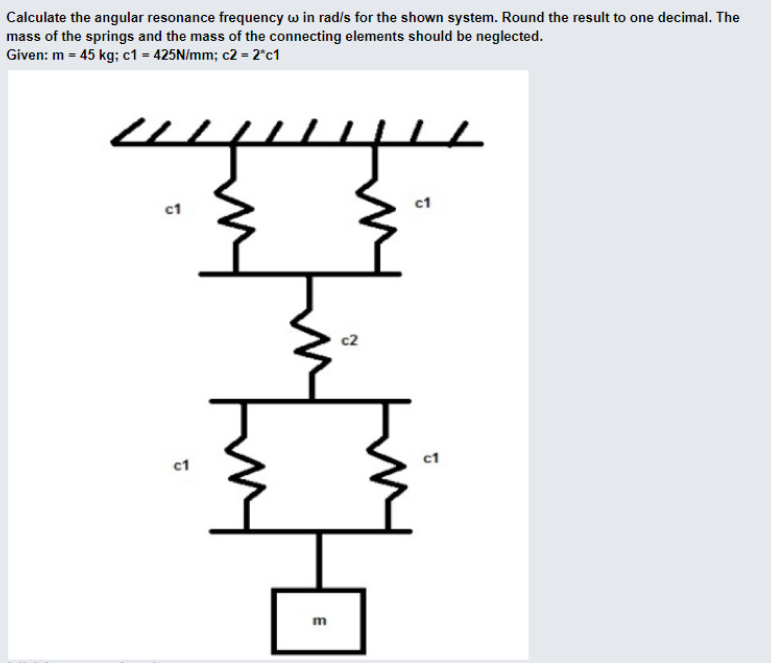 Calculate the angular resonance frequency ω in rad/s for the shown system. Round the result to one decimal. The
mass of the springs and the mass of the connecting elements should be neglected.
Given: m = 45 kg; c1 = 425N/mm; c2 = 2*c1
c1
c1
c2
c1
c1
m